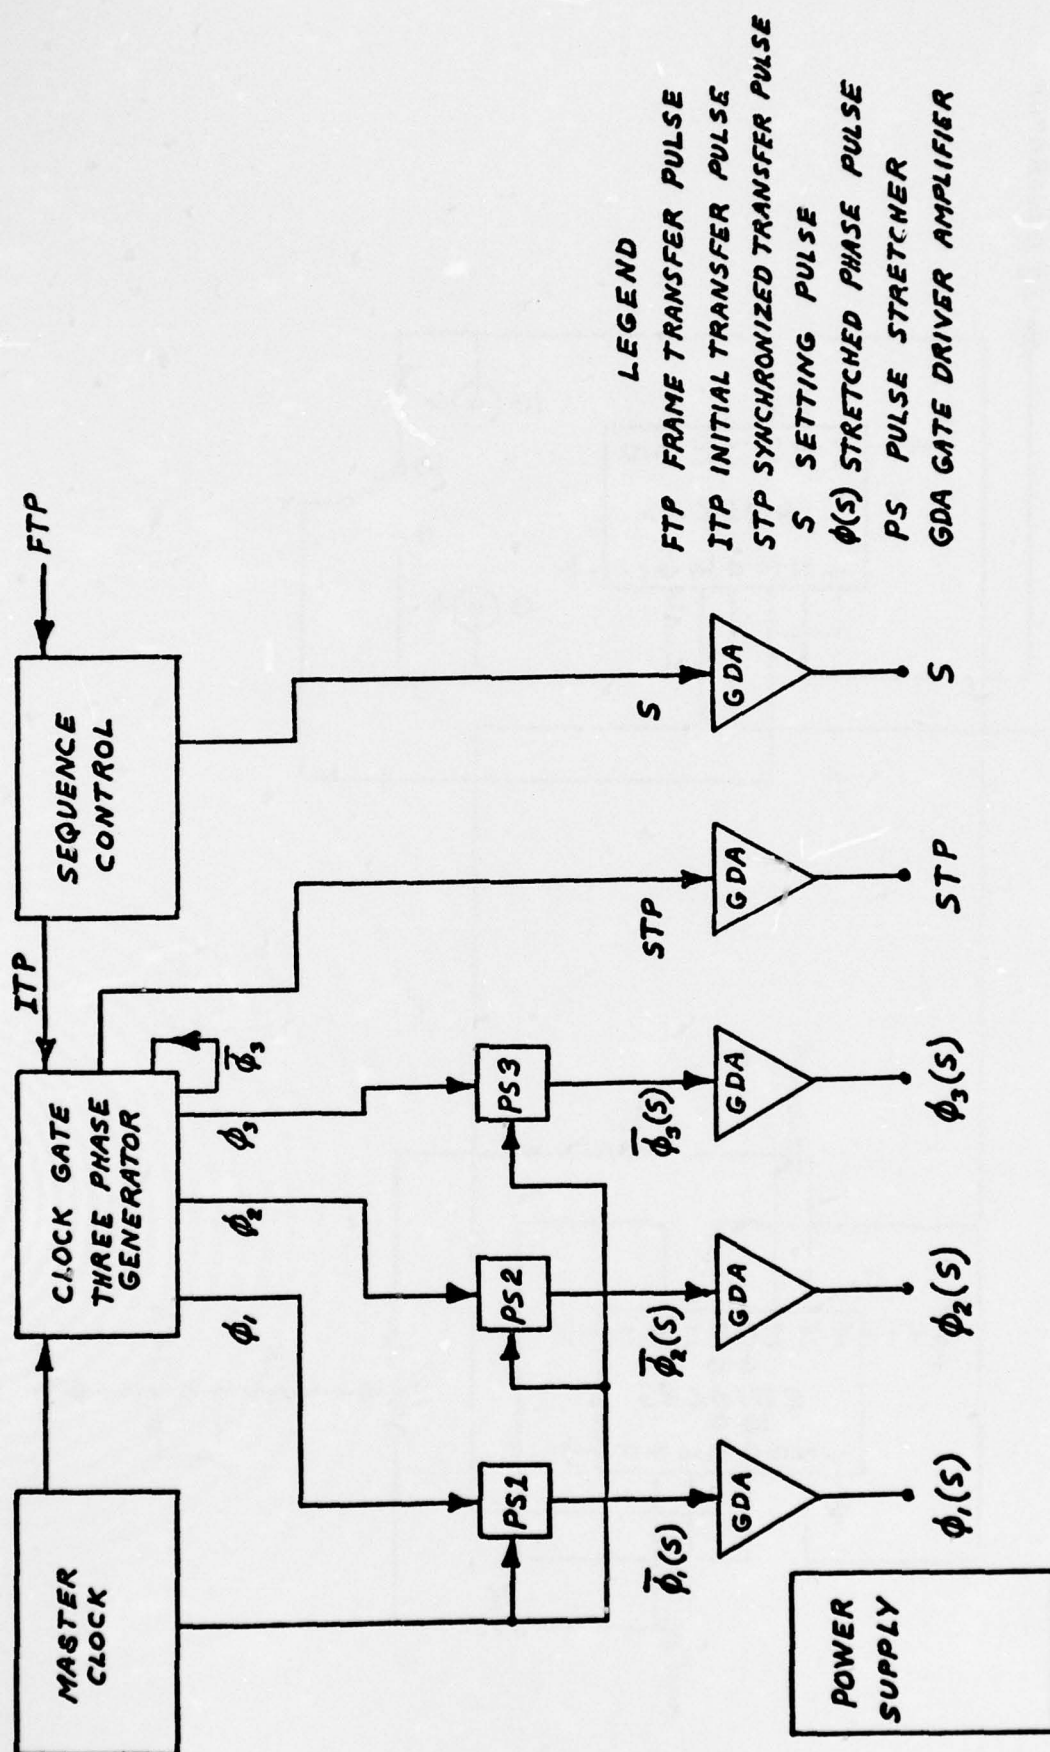 MASTER
CLOCK
CLOCK GATE
THREE PHASE
GENERATOR
ITP
SEQUENCE
CONTROL
FTP
ϕ₁
ϕ₂
ϕ₃
ϕ̅₃
PS1
PS2
PS3
STP
S
ϕ̅₁(S)
ϕ̅₂(S)
ϕ̅₃(S)
GDA
GDA
GDA
GDA
GDA
ϕ₁(S)
ϕ₂(S)
ϕ₃(S)
STP
S
POWER
SUPPLY
LEGEND
FTP FRAME TRANSFER PULSE
ITP INITIAL TRANSFER PULSE
STP SYNCHRONIZED TRANSFER PULSE
S SETTING PULSE
ϕ(S) STRETCHED PHASE PULSE
PS PULSE STRETCHER
GDA GATE DRIVER AMPLIFIER